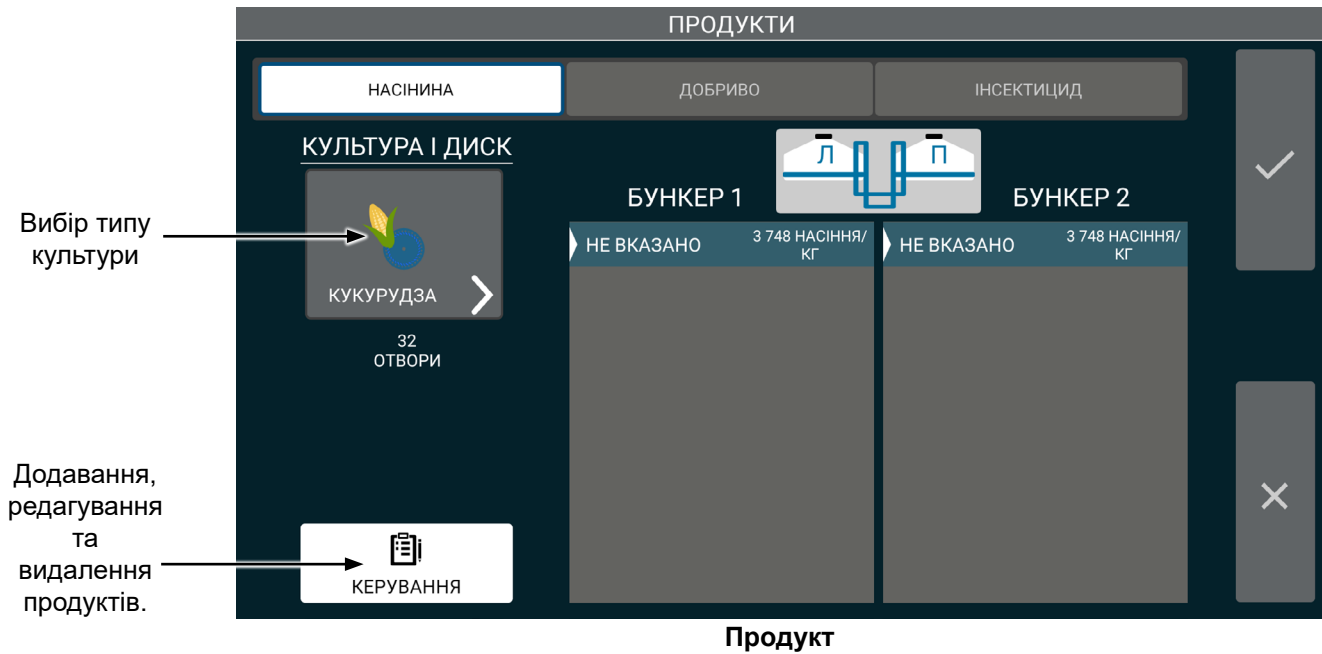 ПРОДУКТИ
НАСІНИНА
ДОБРИВО
ІНСЕКТИЦИД
КУЛЬТУРА І ДИСК
Л
П
БУНКЕР 1
БУНКЕР 2
Вибір типу
культури
НЕ ВКАЗАНО
3 748 НАСІННЯ/
КГ
НЕ ВКАЗАНО
3 748 НАСІННЯ/
КГ
КУКУРУДЗА
32
ОТВОРИ
Додавання,
редагування
та
видалення
продуктів.
КЕРУВАННЯ
Продукт